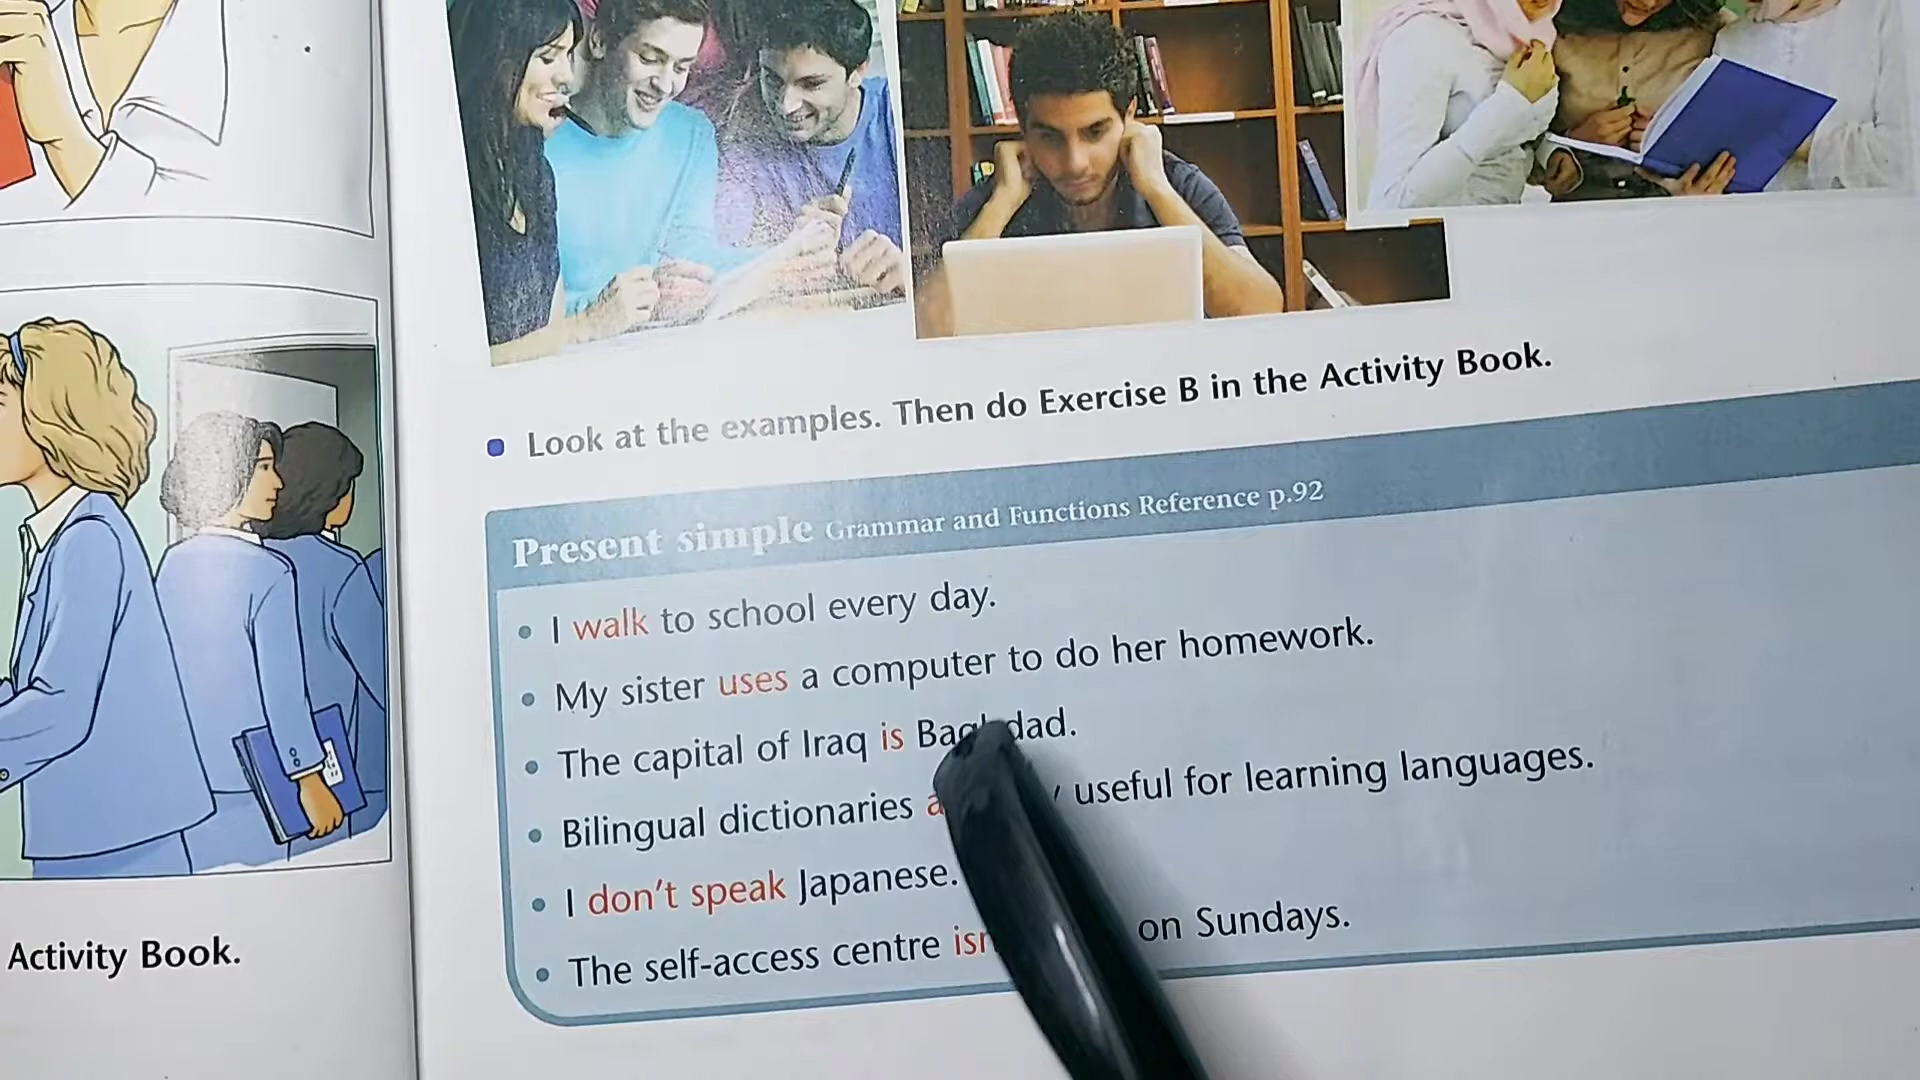 Look at the examples. Then do Exercise B in the Activity Book.
Present simple Grammar and Functions Reference p.92
• I walk to school every day.
• My sister uses a computer to do her homework.
• The capital of Iraq is Baghdad.
• Bilingual dictionaries useful for learning languages.
• I don't speak Japanese.
• The self-access centre on Sundays.
Activity Book.